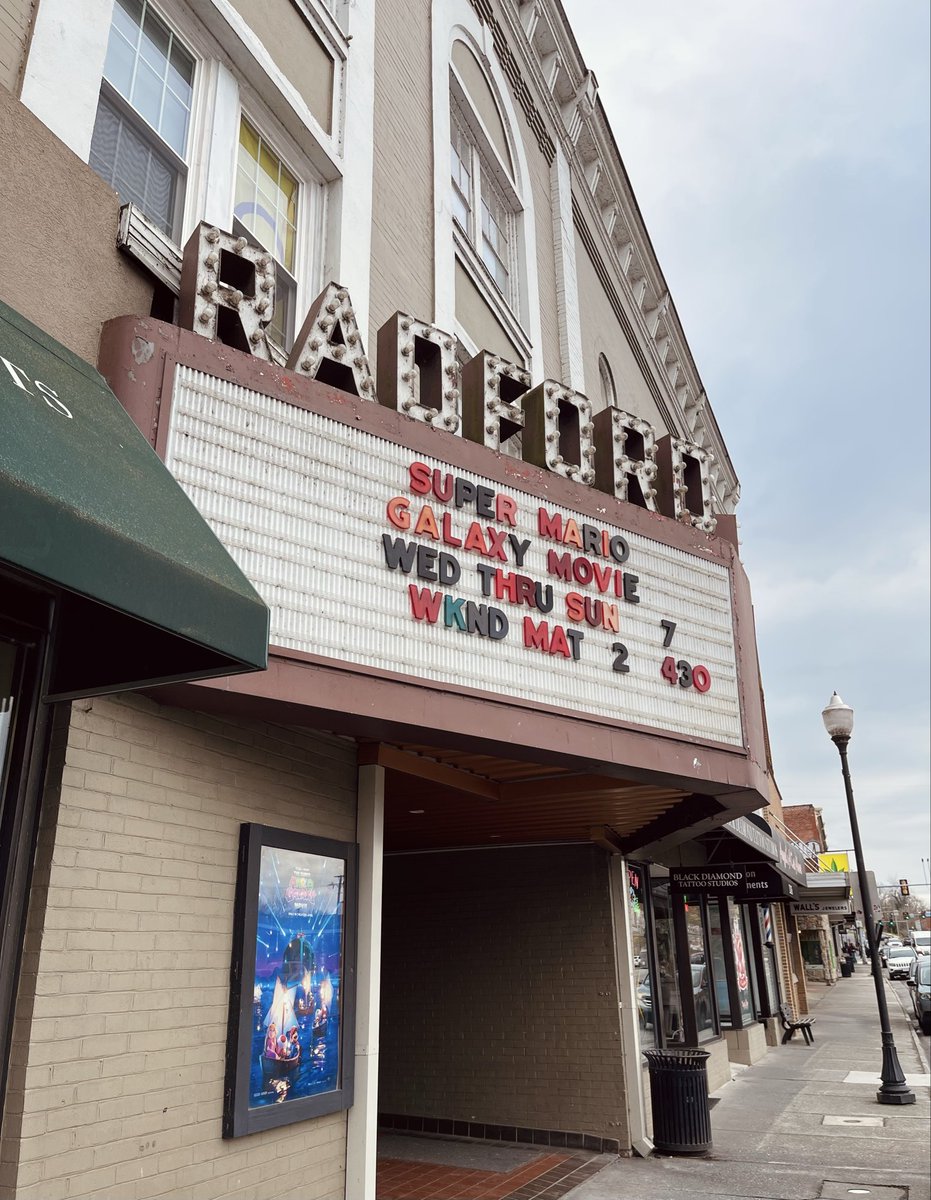 RADFORD
SUPER MARIO
GALAXY MOVIE
WED THRU SUN 7
WKND MAT 2 430
TS
BLACK DIAMOND
TATTOO STUDIOS
WALL'S JEWELERS